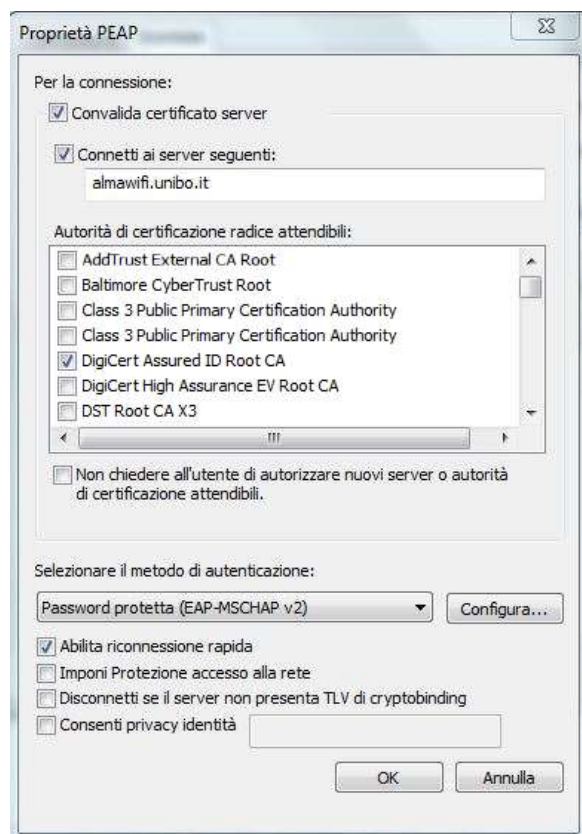 Proprietà PEAP
Per la connessione:
Convalida certificato server
Connetti ai server seguenti:
almawifi.unibo.it
Autorità di certificazione radice attendibili:
AddTrust External CA Root
Baltimore CyberTrust Root
Class 3 Public Primary Certification Authority
Class 3 Public Primary Certification Authority
DigiCert Assured ID Root CA
DigiCert High Assurance EV Root CA
DST Root CA X3
Non chiedere all'utente di autorizzare nuovi server o autorità
di certificazione attendibili.
Selezionare il metodo di autenticazione:
Password protetta (EAP-MSCHAP v2)
Configura...
Abilita riconnessione rapida
Imponi Protezione accesso alla rete
Disconnetti se il server non presenta TLV di cryptobinding
Consenti privacy identità
OK
Annulla